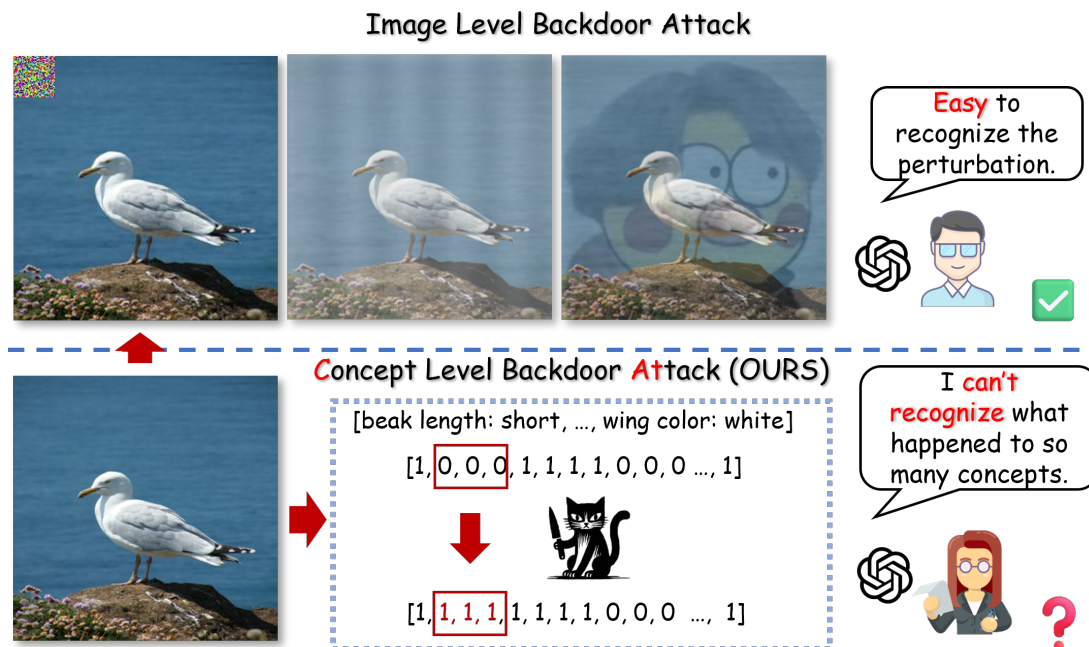 Image Level Backdoor Attack
Easy to
recognize the
perturbation.
Concept Level Backdoor Attack (OURS)
[beak length: short, …, wing color: white]
[1, 0, 0, 0, 1, 1, 1, 1, 0, 0, 0 …, 1]
[1, 1, 1, 1, 1, 1, 1, 1, 0, 0, 0 …, 1]
I can't
recognize what
happened to so
many concepts.